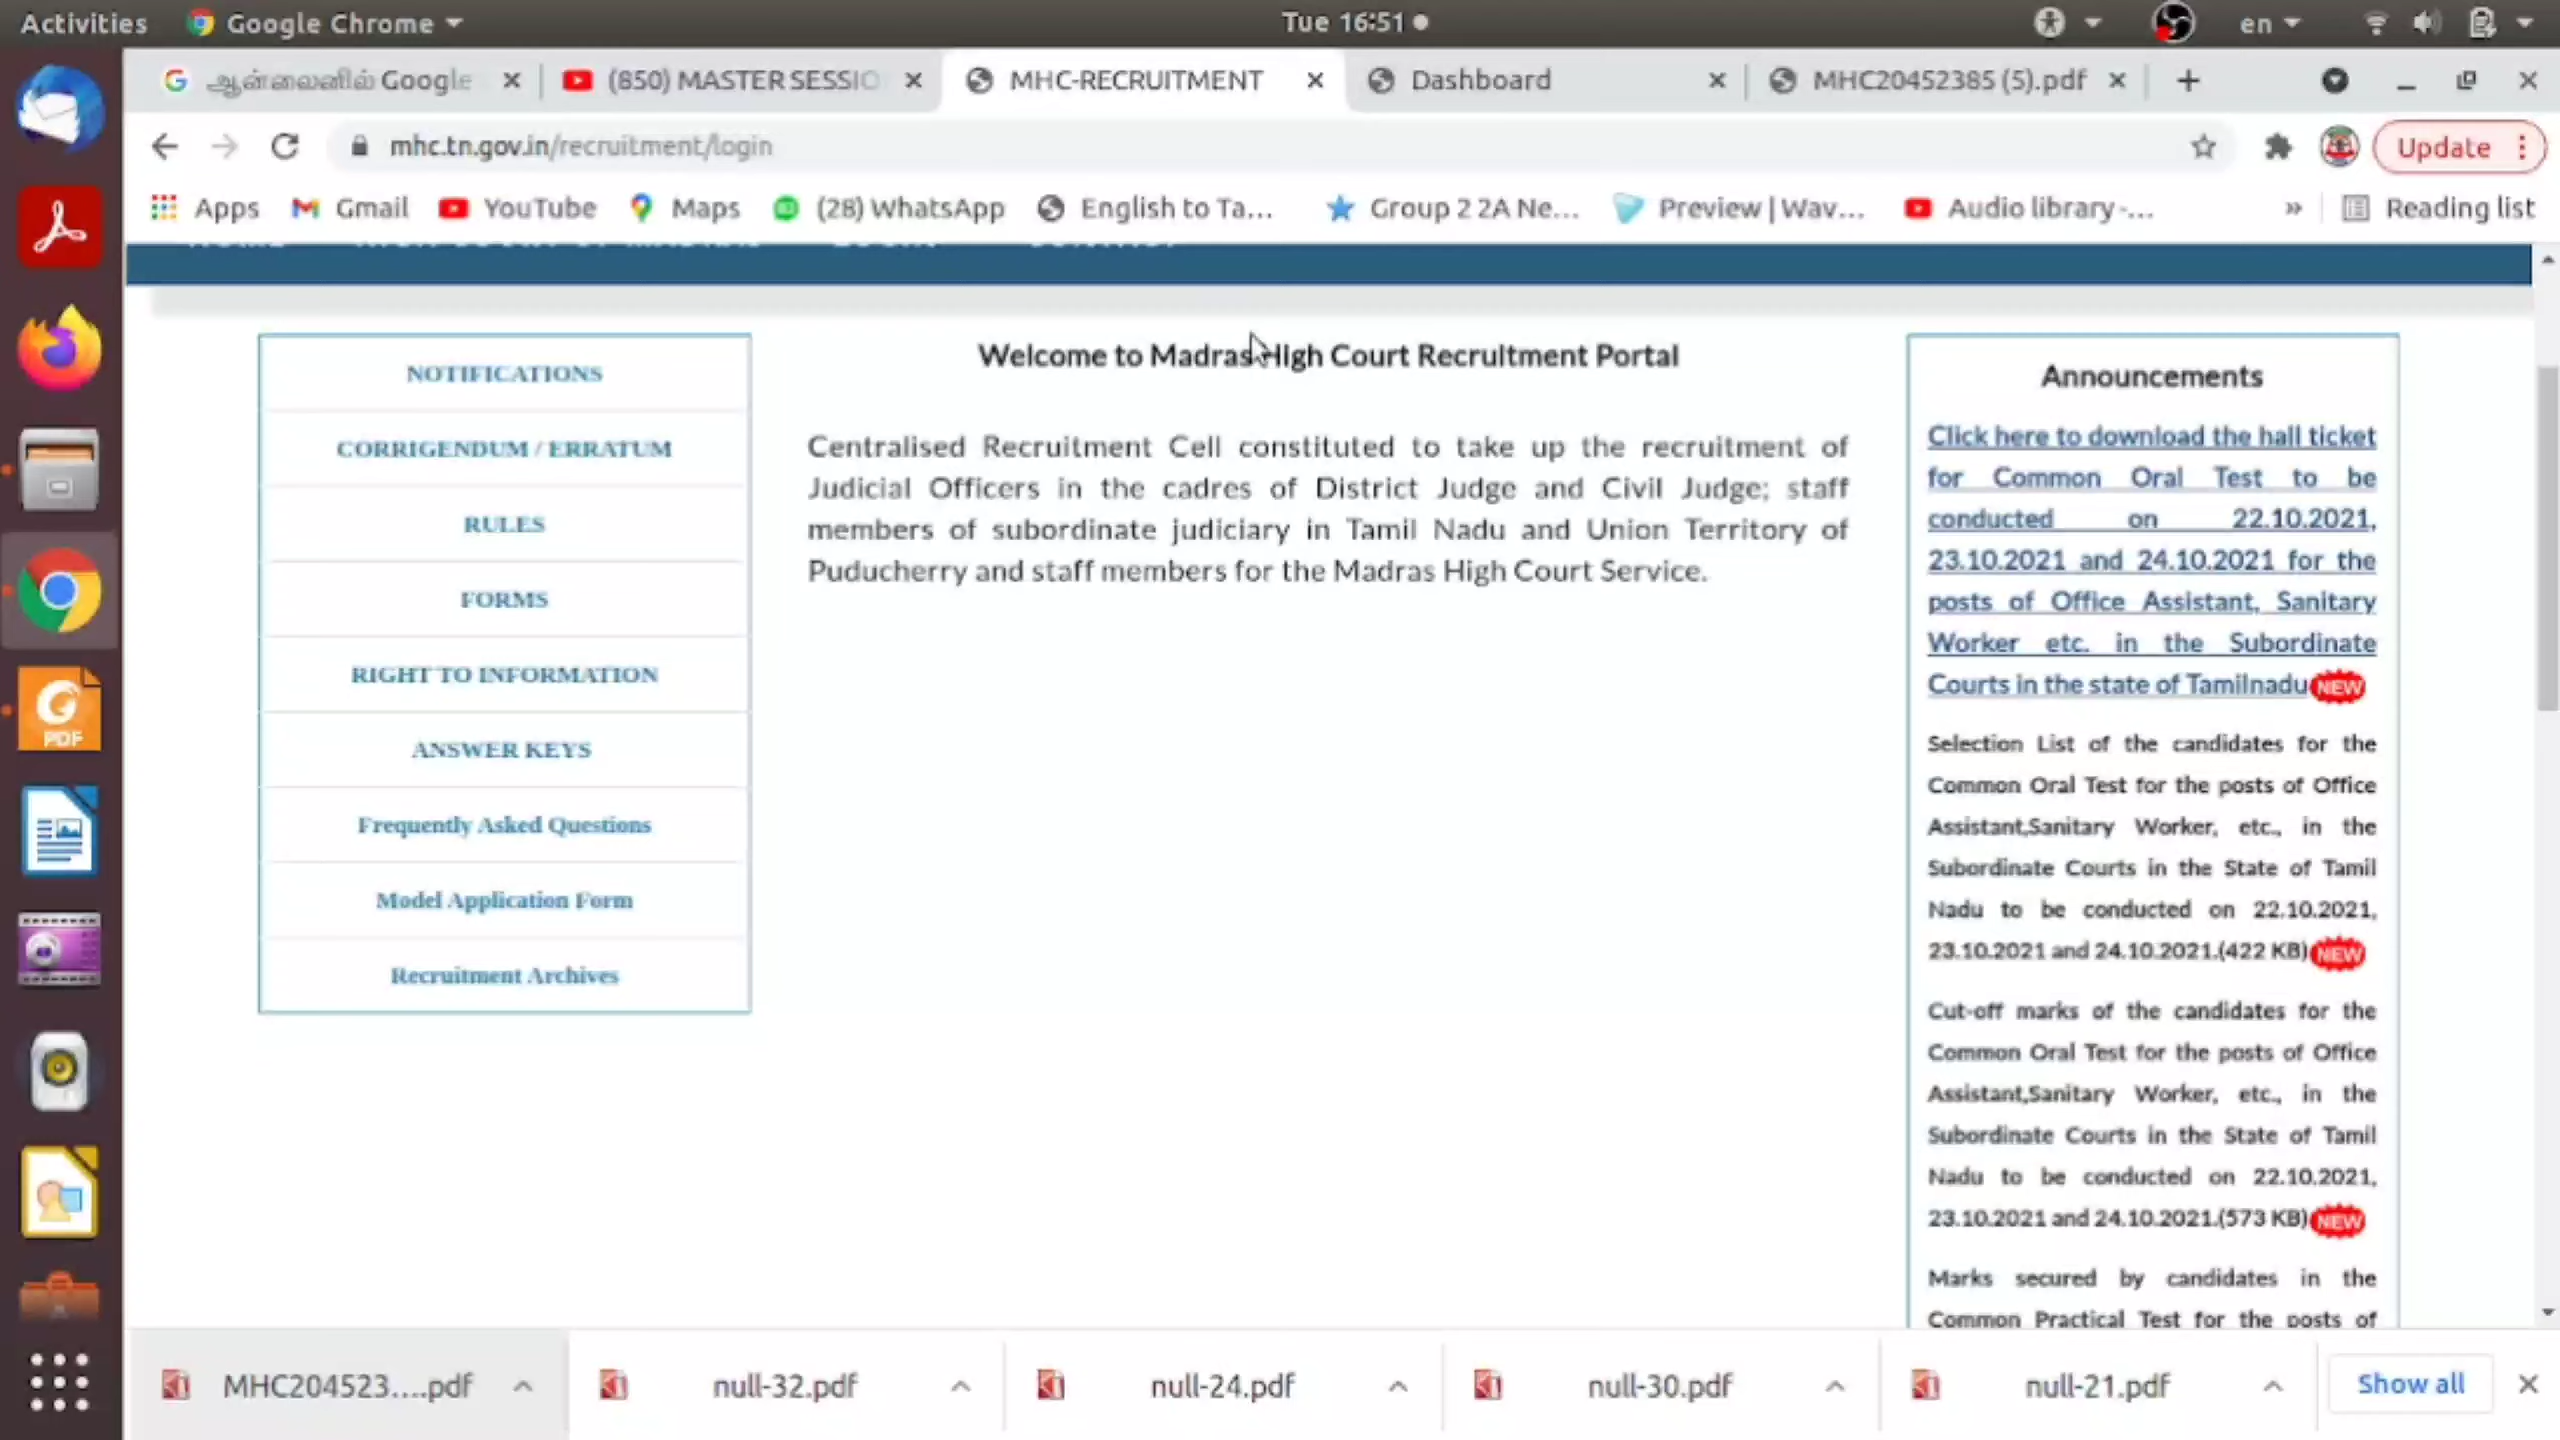 Activities
Google Chrome
Tue 16:51
en
ஆன்லைனில் Google
(850) MASTER SESSIO
MHC-RECRUITMENT
Dashboard
MHC20452385 (5).pdf
mhc.tn.gov.in/recruitment/login
Update
Apps
Gmail
YouTube
Maps
(28) WhatsApp
English to Ta...
Group 2 2A Ne...
Preview | Wav...
Audio library -...
»
Reading list
NOTIFICATIONS
CORRIGENDUM / ERRATUM
RULES
FORMS
RIGHT TO INFORMATION
ANSWER KEYS
Frequently Asked Questions
Model Application Form
Recruitment Archives
Welcome to Madras High Court Recruitment Portal
Centralised Recruitment Cell constituted to take up the recruitment of
Judicial Officers in the cadres of District Judge and Civil Judge; staff
members of subordinate judiciary in Tamil Nadu and Union Territory of
Puducherry and staff members for the Madras High Court Service.
Announcements
Click here to download the hall ticket
for Common Oral Test to be
conducted on 22.10.2021,
23.10.2021 and 24.10.2021 for the
posts of Office Assistant, Sanitary
Worker etc. in the Subordinate
Courts in the state of Tamilnadu NEW
Selection List of the candidates for the
Common Oral Test for the posts of Office
Assistant,Sanitary Worker, etc., in the
Subordinate Courts in the State of Tamil
Nadu to be conducted on 22.10.2021,
23.10.2021 and 24.10.2021.(422 KB) NEW
Cut-off marks of the candidates for the
Common Oral Test for the posts of Office
Assistant,Sanitary Worker, etc., in the
Subordinate Courts in the State of Tamil
Nadu to be conducted on 22.10.2021,
23.10.2021 and 24.10.2021.(573 KB) NEW
Marks secured by candidates in the
Common Practical Test for the posts of
PDF
MHC204523....pdf
null-32.pdf
null-24.pdf
null-30.pdf
null-21.pdf
Show all